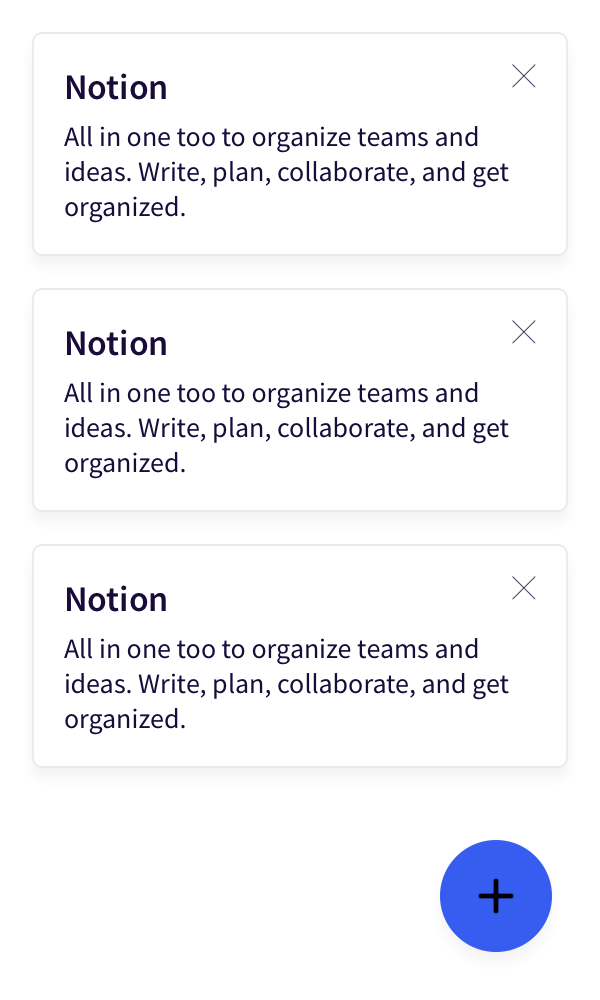 Notion
All in one too to organize teams and
ideas. Write, plan, collaborate, and get
organized.
Notion
All in one too to organize teams and
ideas. Write, plan, collaborate, and get
organized.
Notion
All in one too to organize teams and
ideas. Write, plan, collaborate, and get
organized.